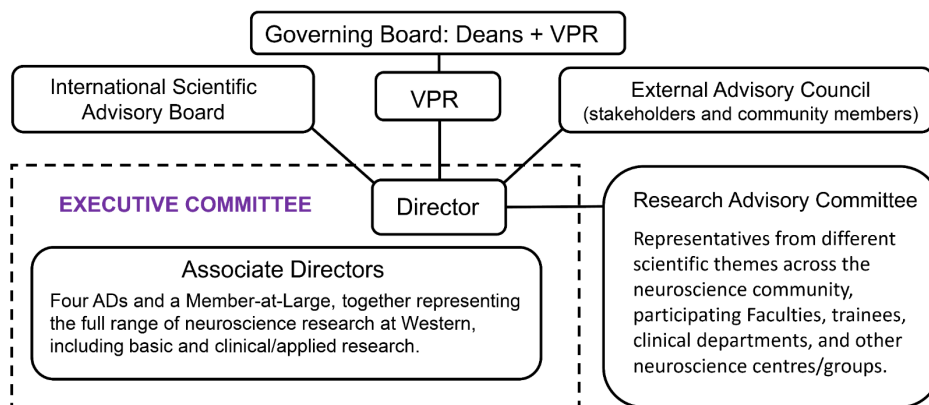 Governing Board: Deans + VPR
International Scientific
Advisory Board
VPR
External Advisory Council
(stakeholders and community members)
EXECUTIVE COMMITTEE
Director
Associate Directors
Four ADs and a Member-at-Large, together representing
the full range of neuroscience research at Western,
including basic and clinical/applied research.
Research Advisory Committee
Representatives from different
scientific themes across the
neuroscience community,
participating Faculties, trainees,
clinical departments, and other
neuroscience centres/groups.